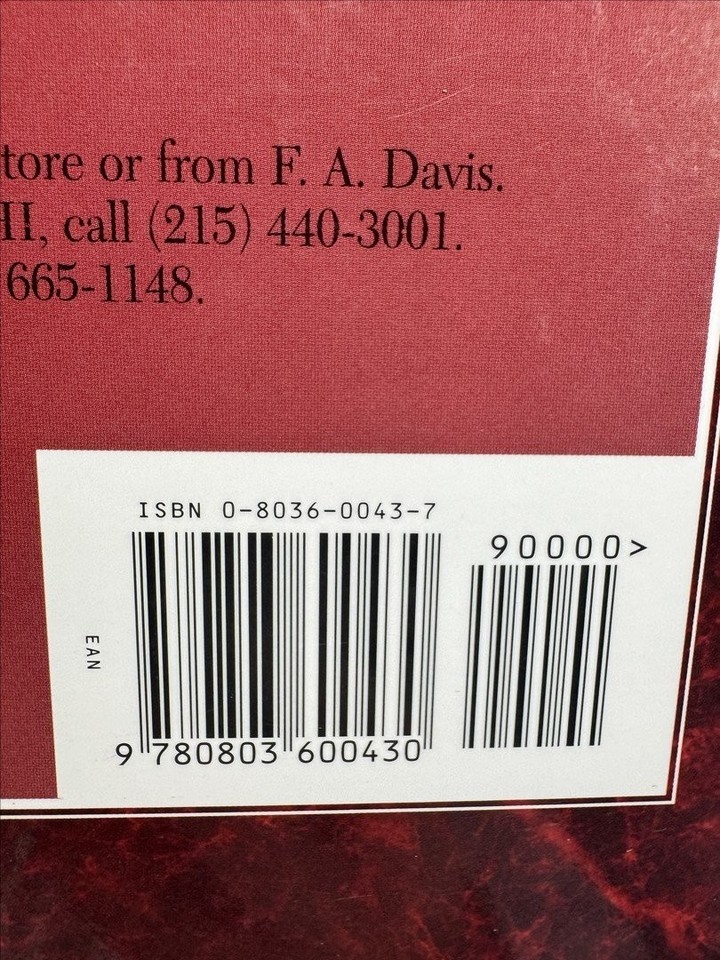 tore or from F. A. Davis.
II, call (215) 440-3001.
665-1148.
ISBN 0-8036-0043-7
90000>
EAN
9 780803 600430